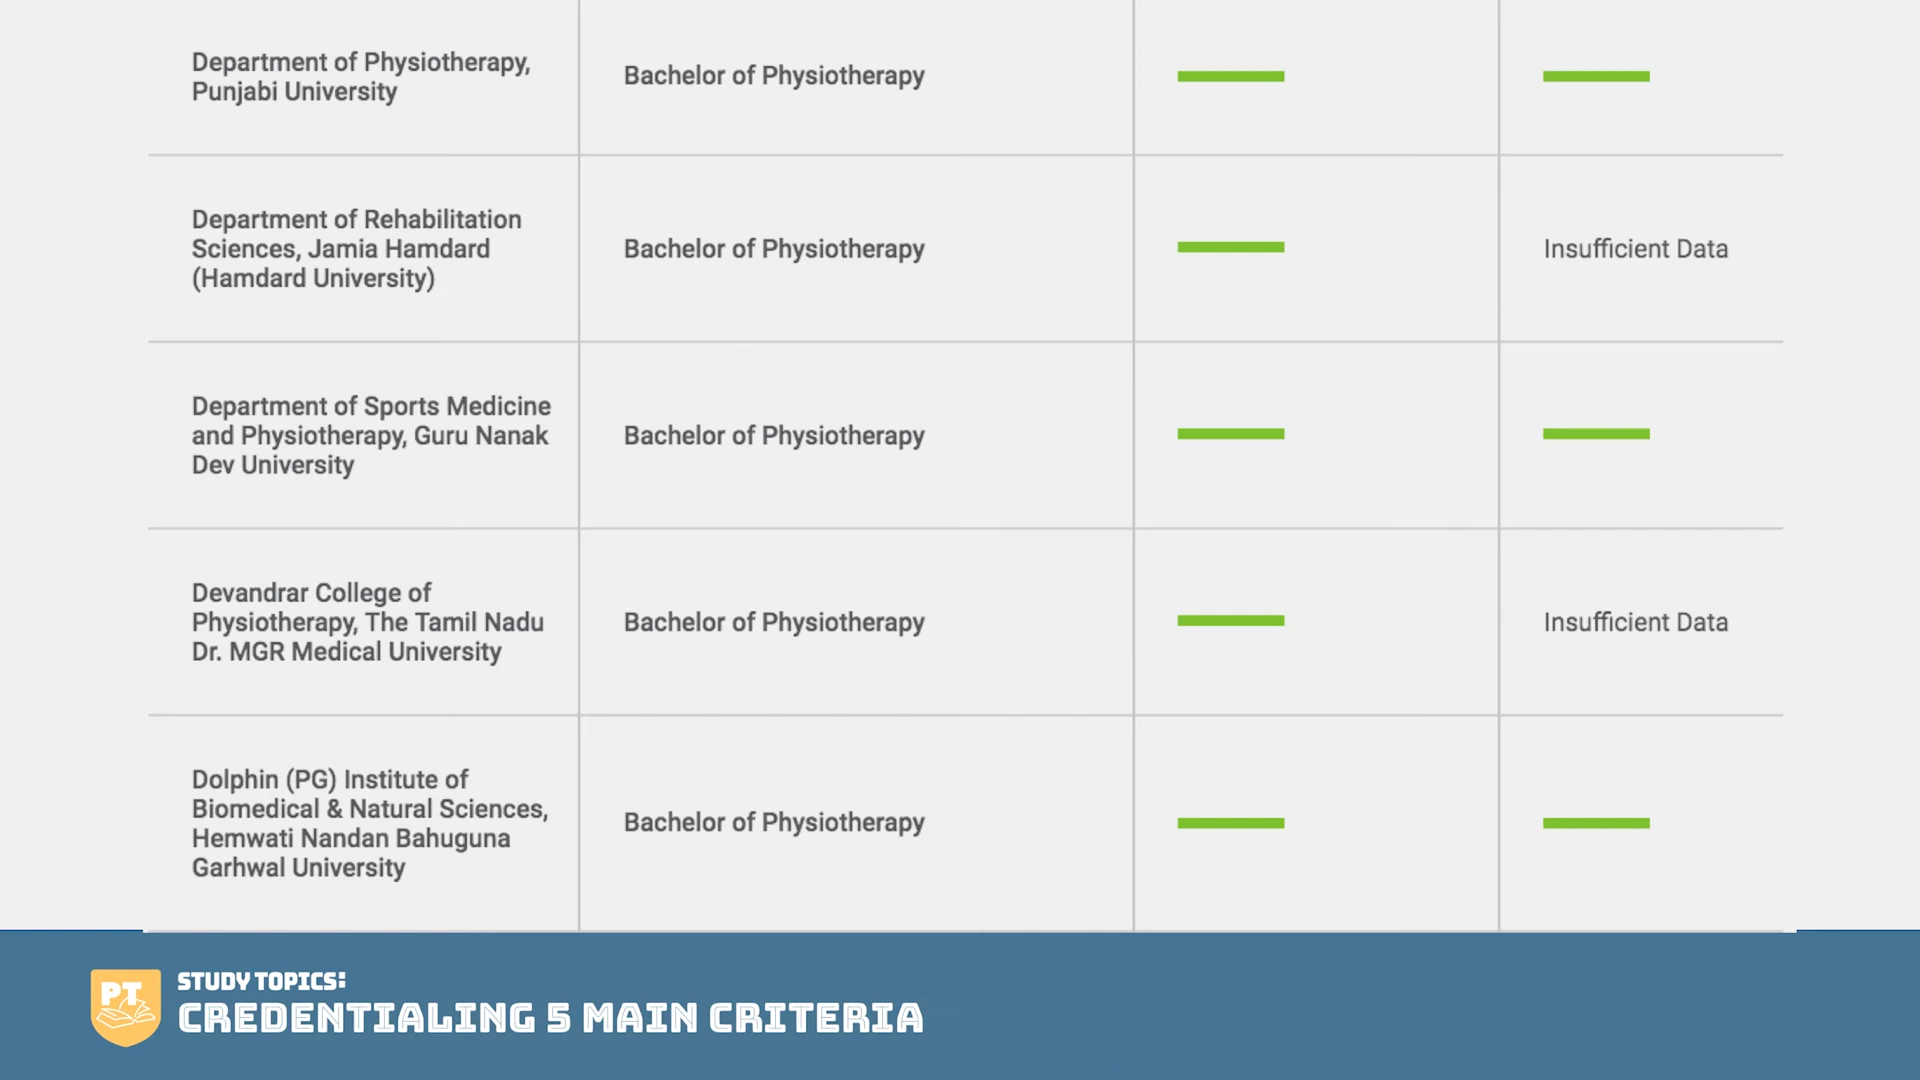 Department of Physiotherapy,
Punjabi University
Bachelor of Physiotherapy
Department of Rehabilitation
Sciences, Jamia Hamdard
(Hamdard University)
Bachelor of Physiotherapy
Insufficient Data
Department of Sports Medicine
and Physiotherapy, Guru Nanak
Dev University
Bachelor of Physiotherapy
Devandrar College of
Physiotherapy, The Tamil Nadu
Dr. MGR Medical University
Bachelor of Physiotherapy
Insufficient Data
Dolphin (PG) Institute of
Biomedical & Natural Sciences,
Hemwati Nandan Bahuguna
Garhwal University
Bachelor of Physiotherapy
PT
STUDY TOPICS:
CREDENTIALING 5 MAIN CRITERIA